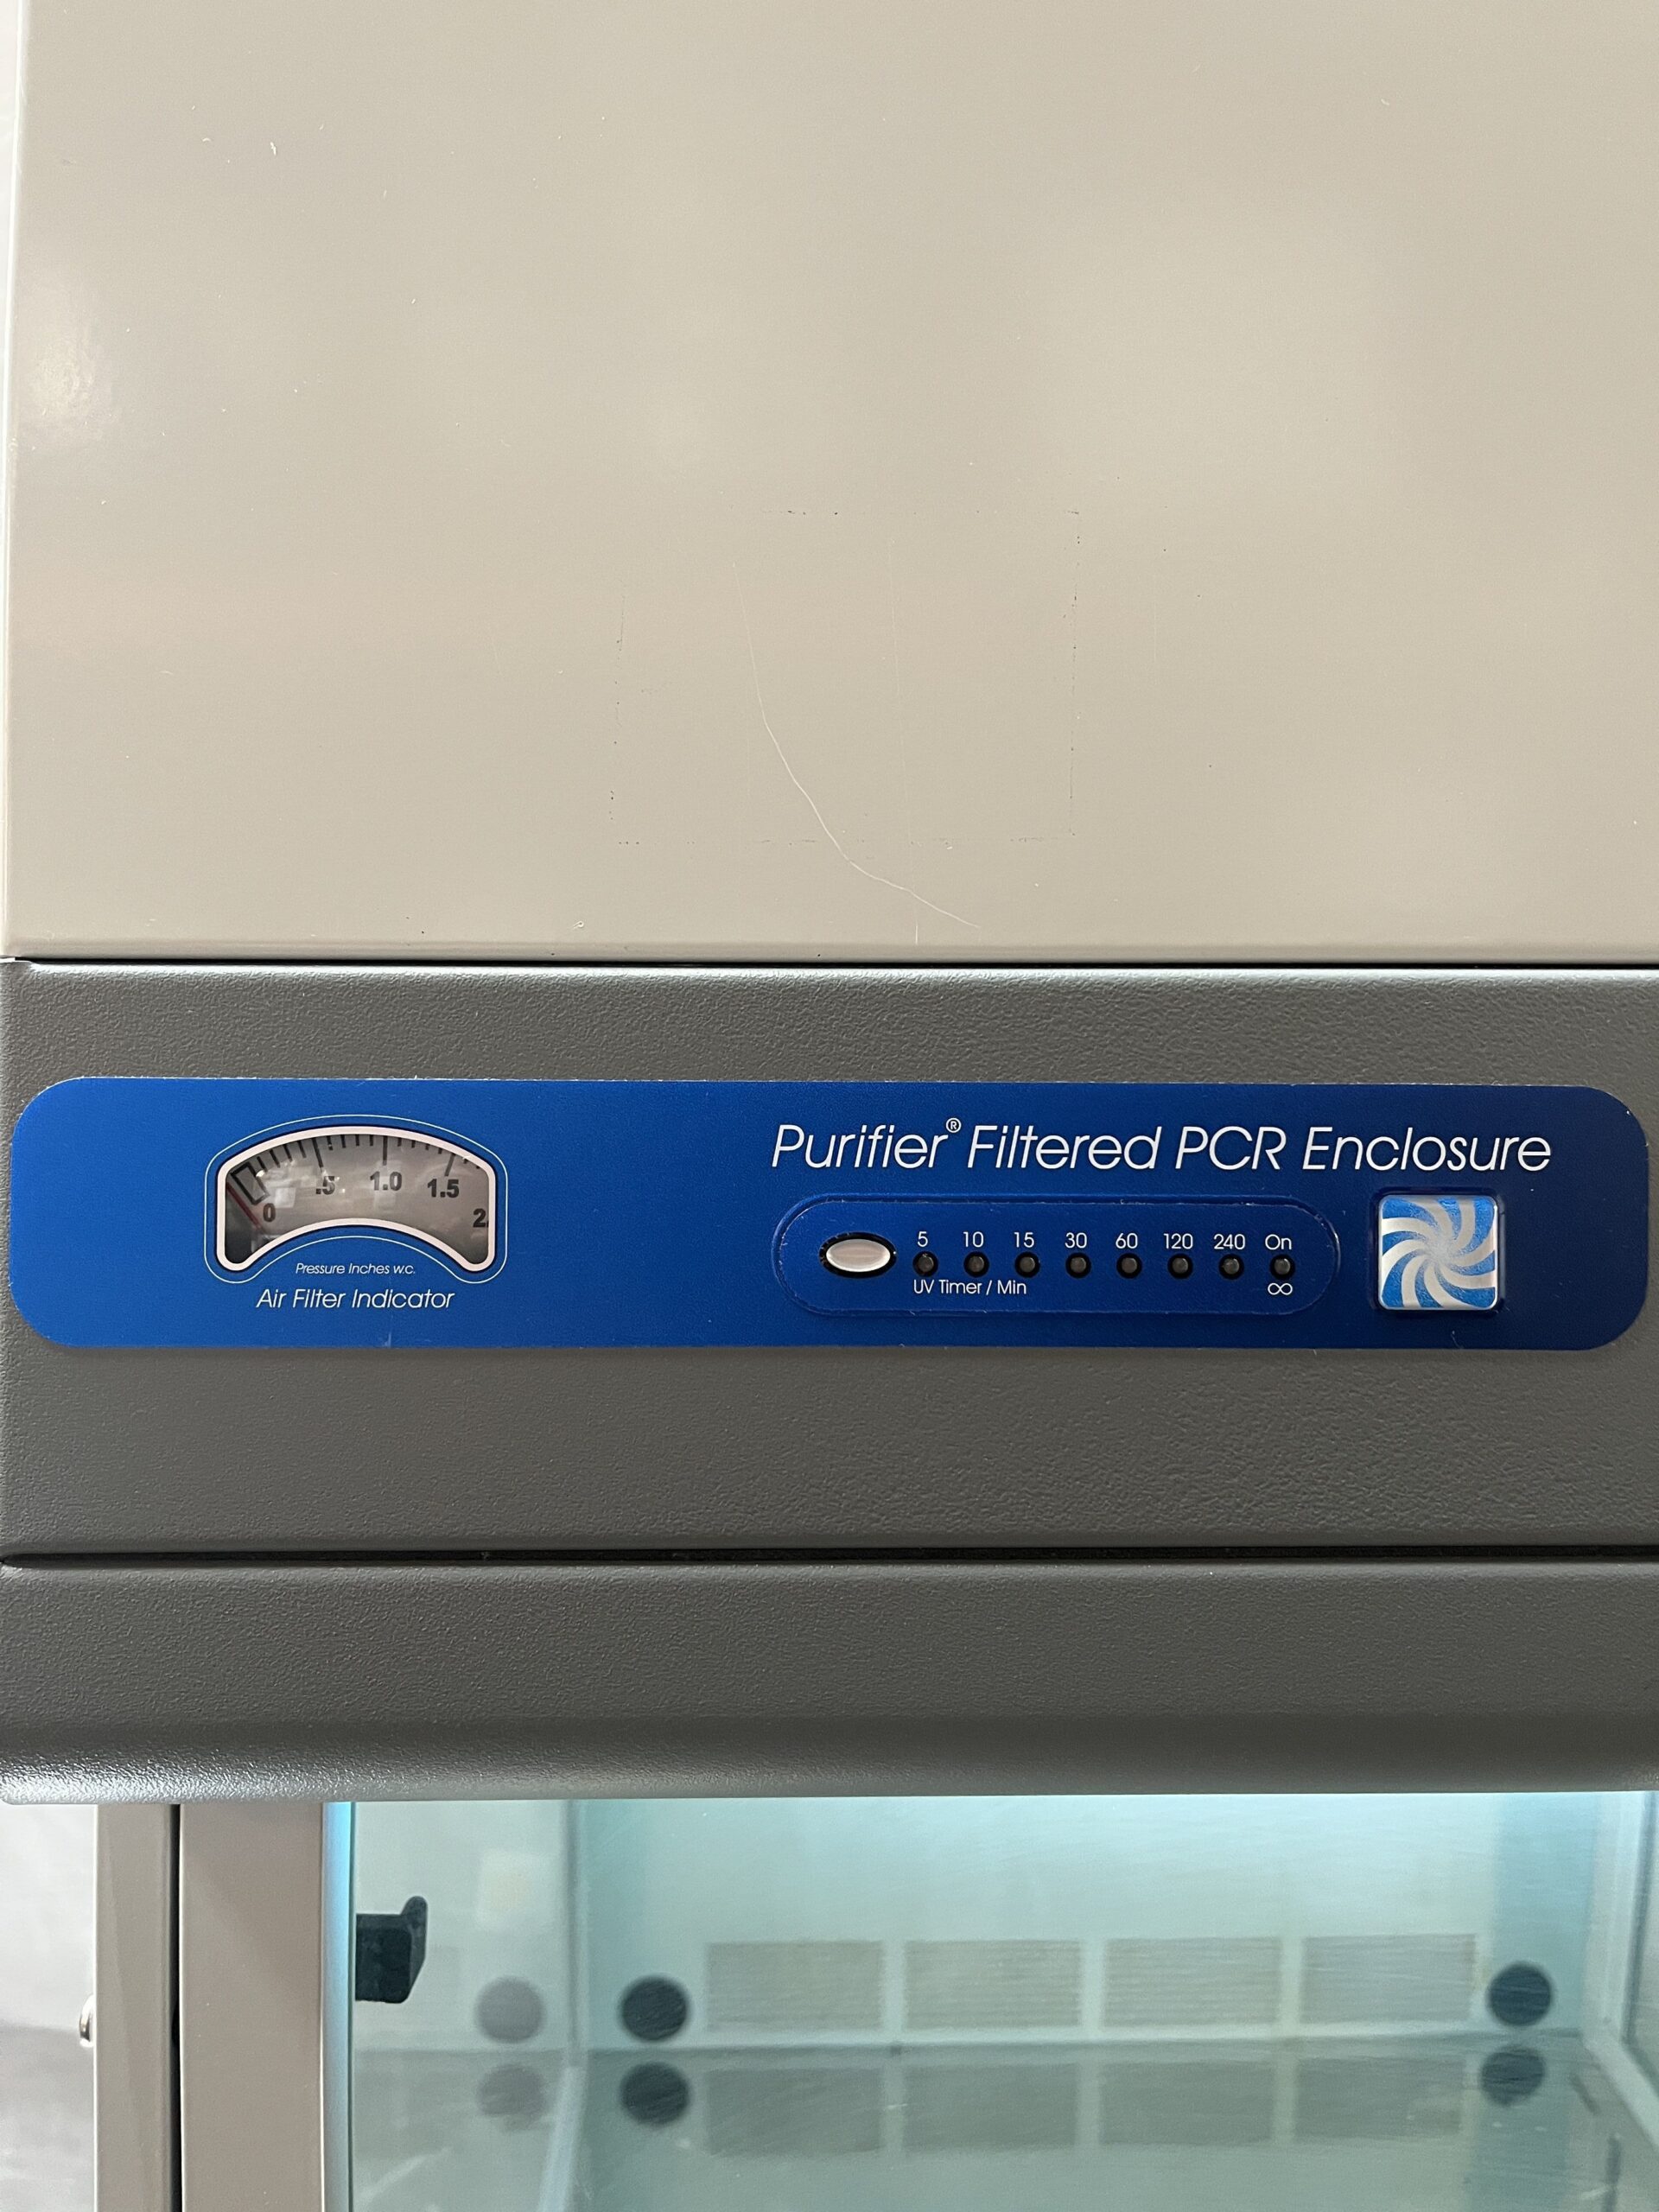 Purifier® Filtered PCR Enclosure
0 .5 1.0 1.5 2
Pressure Inches w.c.
Air Filter Indicator
5 10 15 30 60 120 240 On
UV Timer / Min ∞